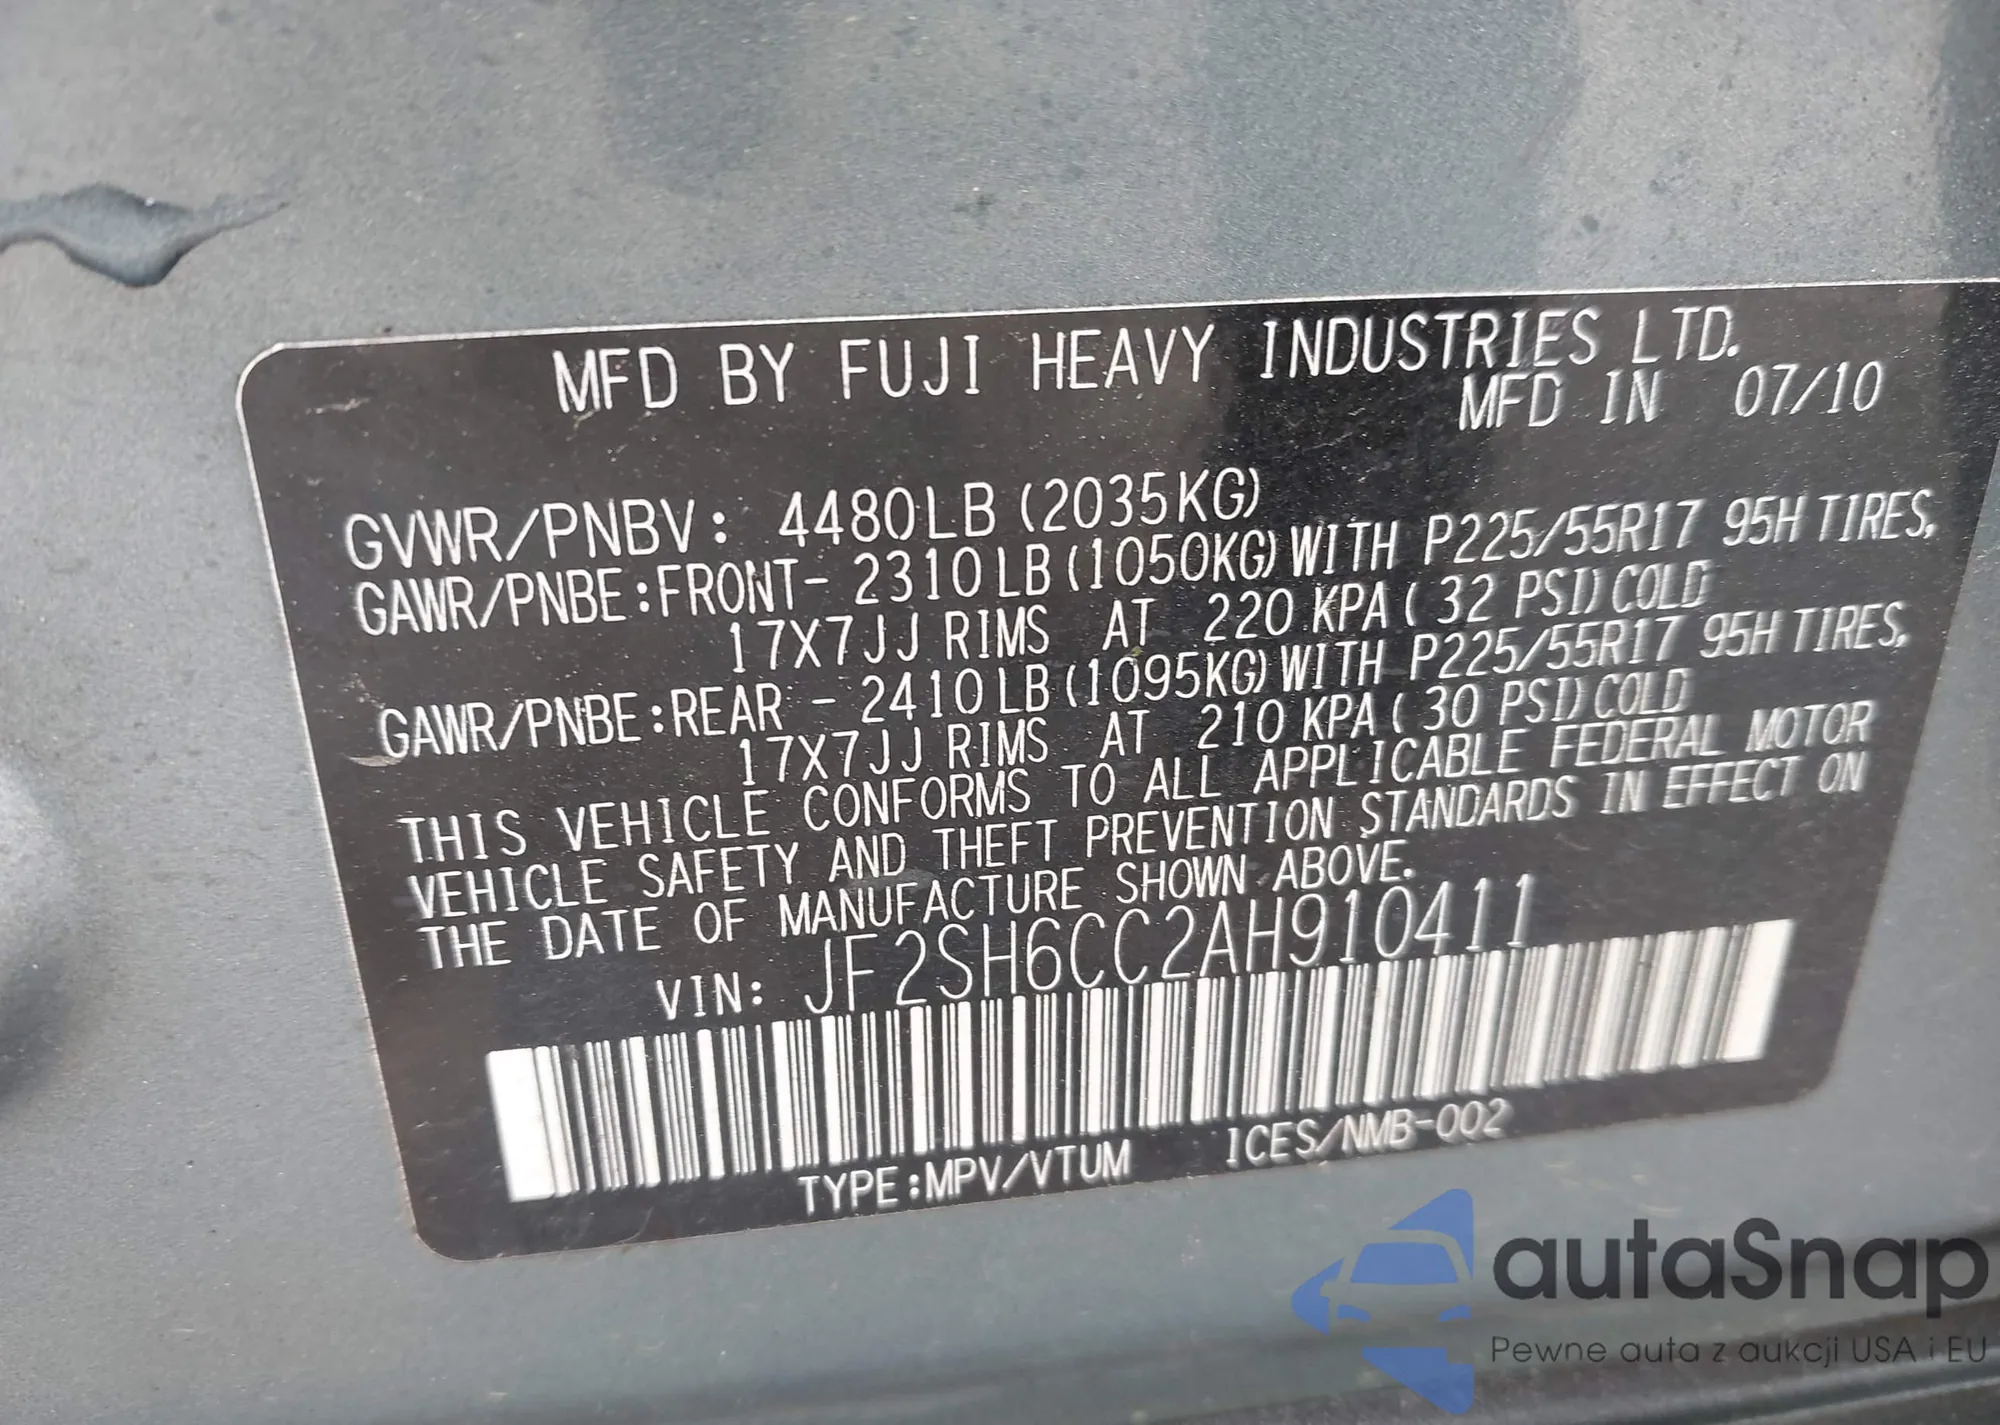 MFD BY FUJI HEAVY INDUSTRIES LTD.
MFD IN 07/10
GVWR/PNBV: 4480LB (2035KG)
GAWR/PNBE:FRONT- 2310LB (1050KG) WITH P225/55R17 95H TIRES,
17X7JJ RIMS AT 220 KPA ( 32 PSI) COLD
GAWR/PNBE:REAR - 2410LB (1095KG) WITH P225/55R17 95H TIRES,
17X7JJ RIMS AT 210 KPA ( 30 PSI) COLD
THIS VEHICLE CONFORMS TO ALL APPLICABLE FEDERAL MOTOR
VEHICLE SAFETY AND THEFT PREVENTION STANDARDS IN EFFECT ON
THE DATE OF MANUFACTURE SHOWN ABOVE.
VIN: JF2SH6CC2AH910411
TYPE:MPV/VTUM ICES/NMB-002
autaSnap
Pewne auta z aukcji USA i EU